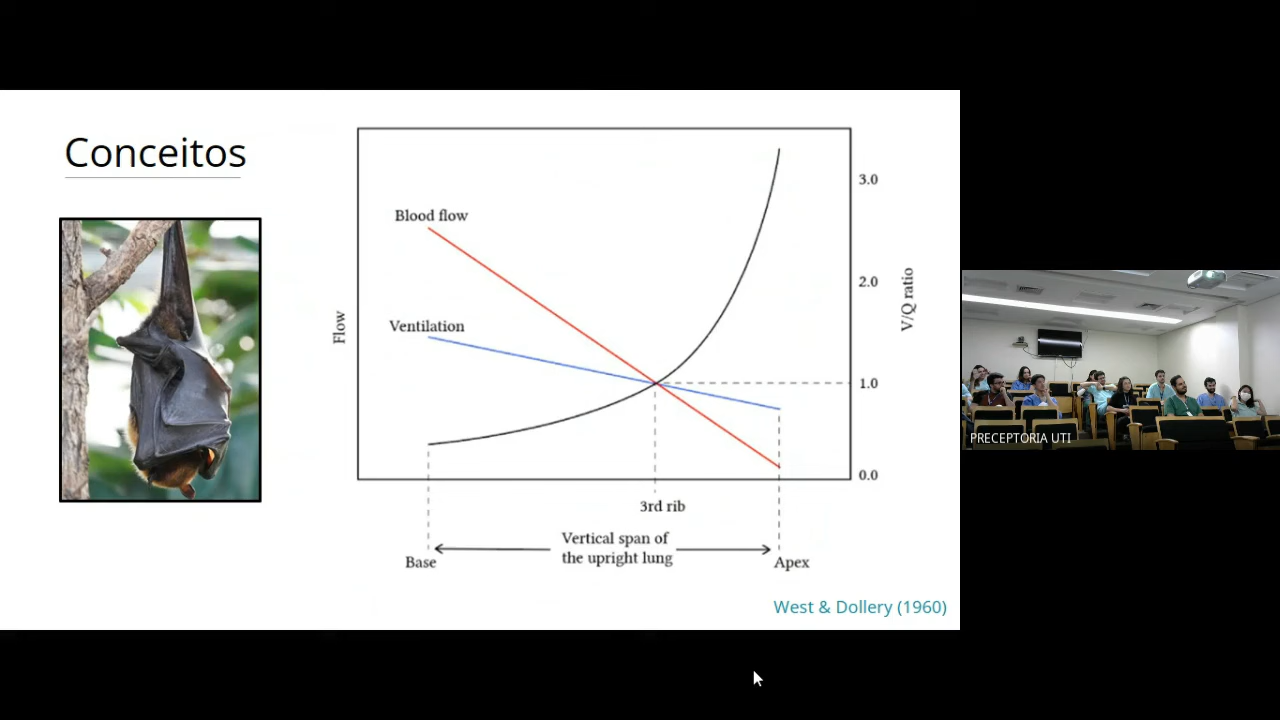 Conceitos
Blood flow
Ventilation
Flow
3.0
2.0
1.0
0.0
V/Q ratio
3rd rib
Vertical span of
the upright lung
Base
Apex
West & Dollery (1960)
PRECEPTORIA UTI